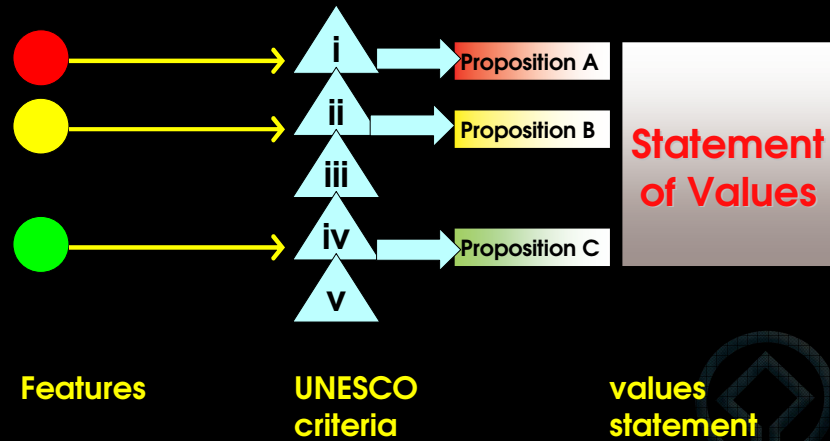 i
Proposition A
ii
Proposition B
iii
Statement
of Values
iv
Proposition C
v
Features
UNESCO
criteria
values
statement